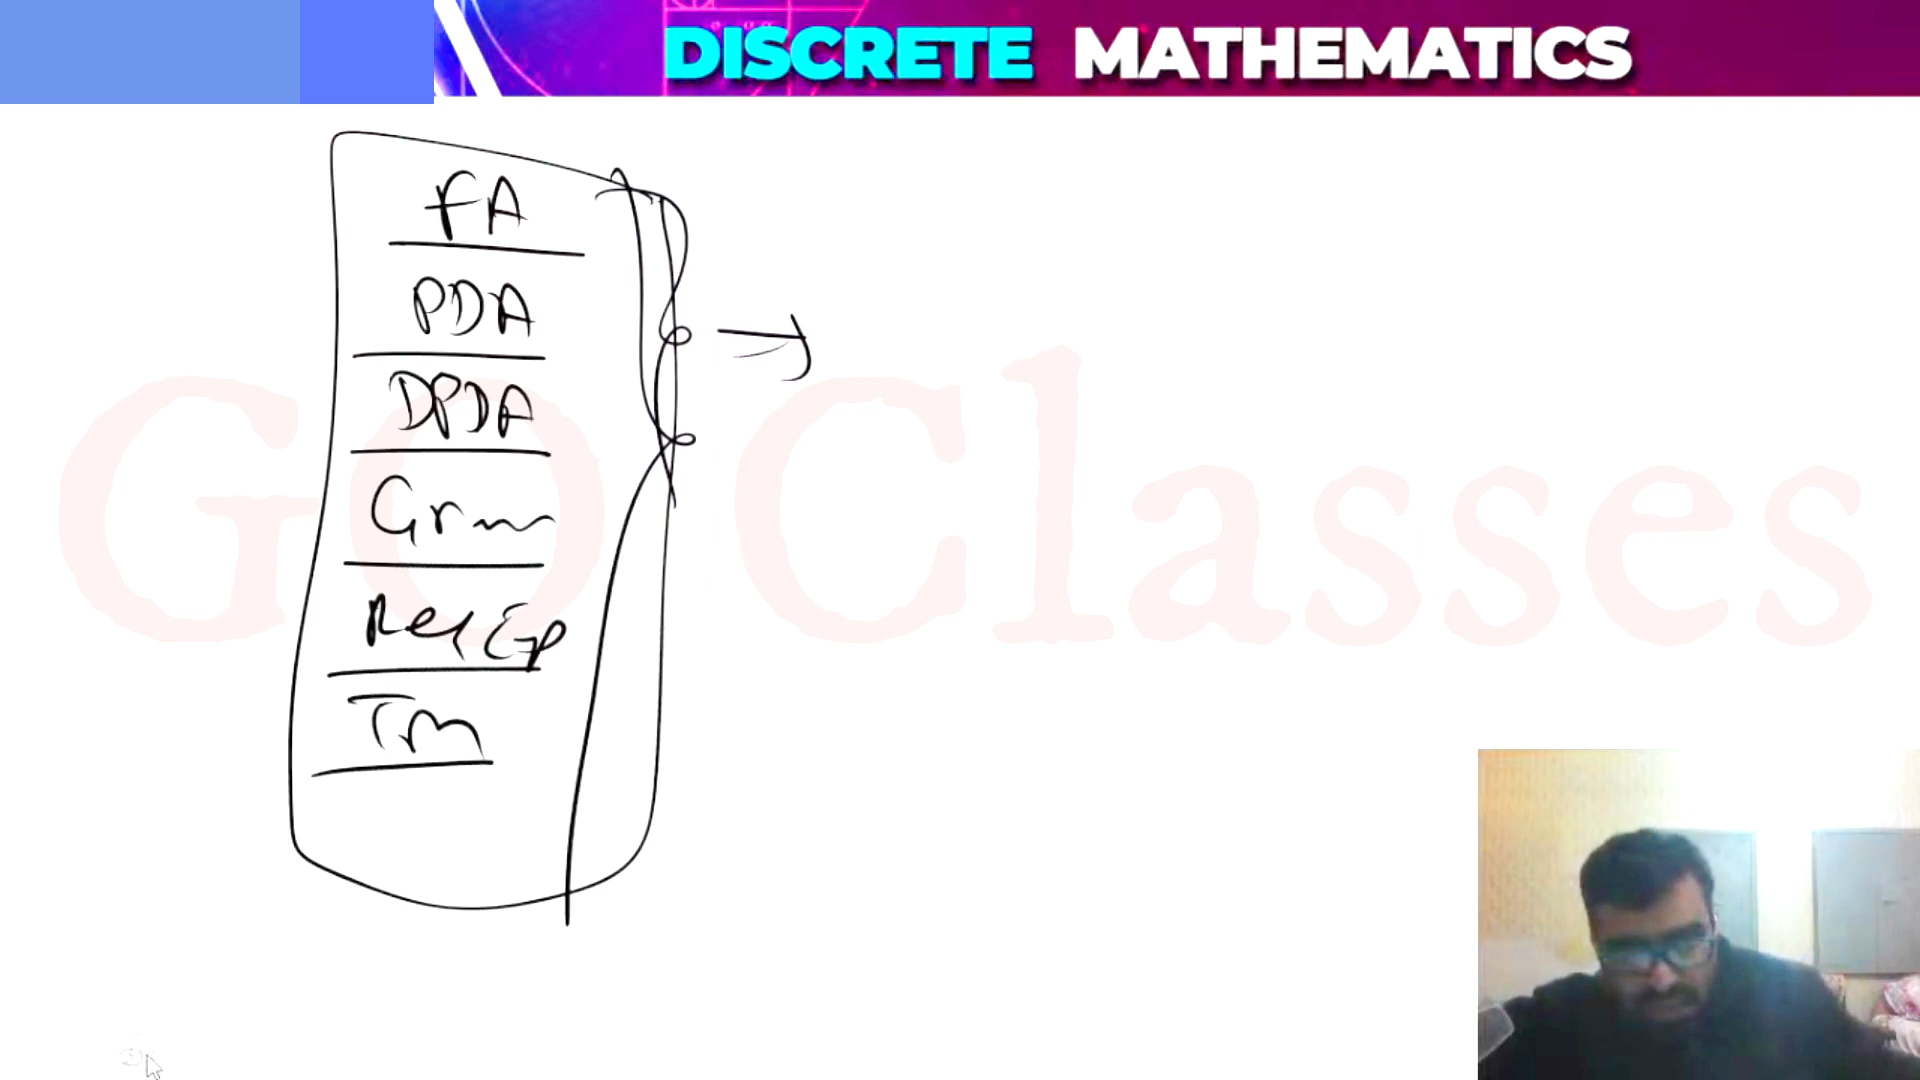 DISCRETE MATHEMATICS
FA
PDA
DPDA
Grm
Reg Exp
TM
GO Classes